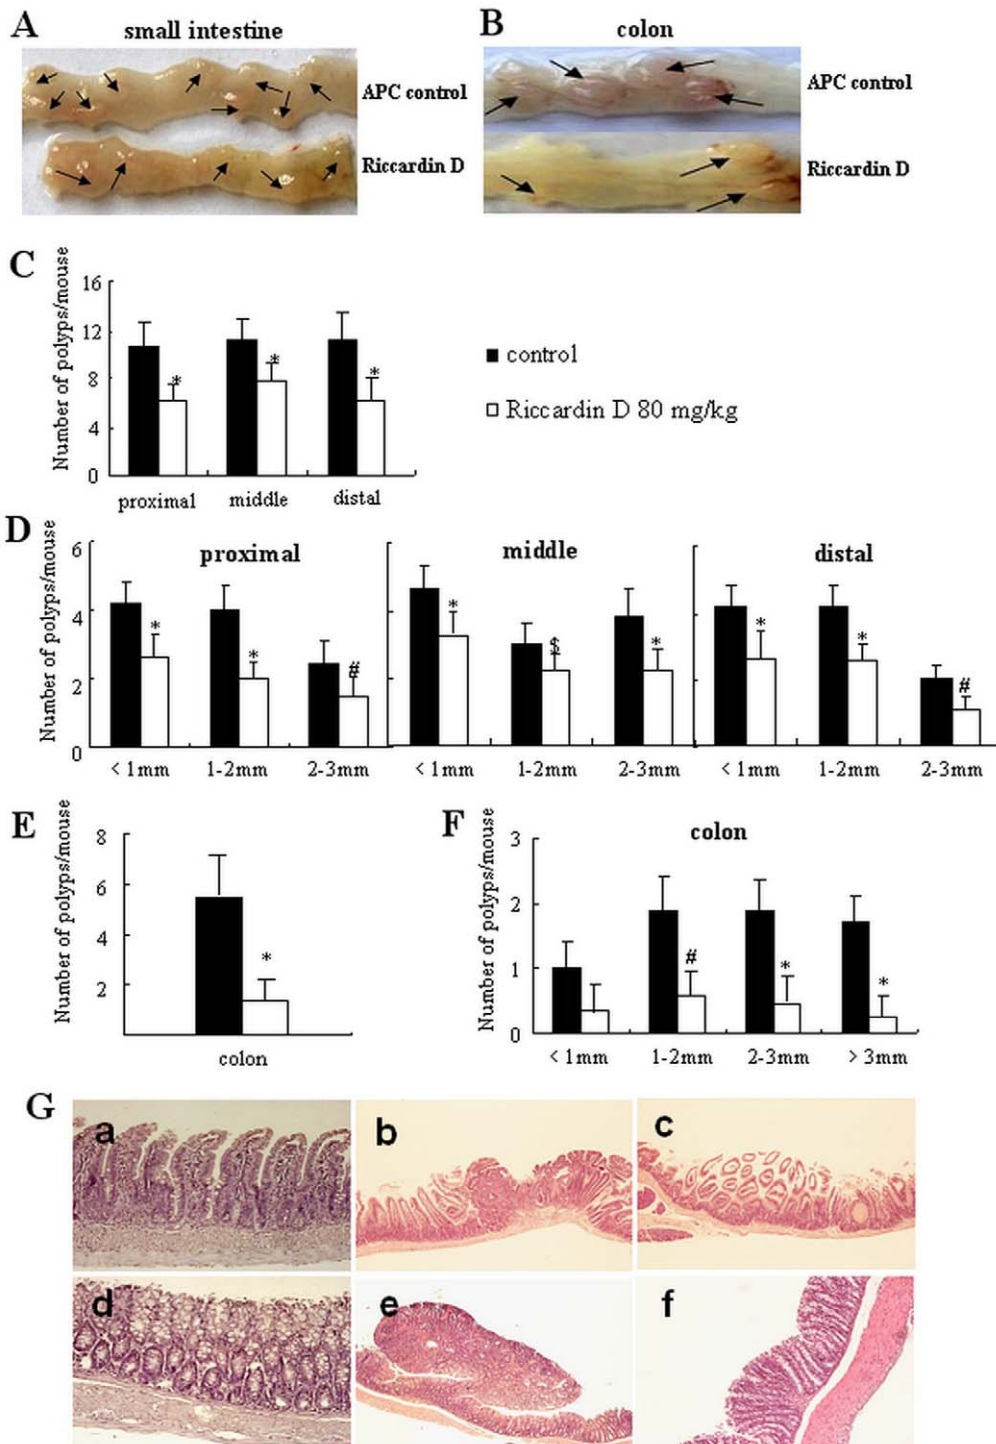 A
small intestine
APC control
Riccardin D
B
colon
APC control
Riccardin D
C
Number of polyps/mouse
16
12
8
4
0
*
*
*
proximal middle distal
control
Riccardin D 80 mg/kg
D
Number of polyps/mouse
6
4
2
0
proximal
*
*
#
< 1mm 1-2mm 2-3mm
middle
*
$
*
< 1mm 1-2mm 2-3mm
distal
*
*
#
< 1mm 1-2mm 2-3mm
E
Number of polyps/mouse
8
6
4
2
*
colon
F
colon
Number of polyps/mouse
3
2
1
0
#
*
*
< 1mm 1-2mm 2-3mm > 3mm
G
a
b
c
d
e
f